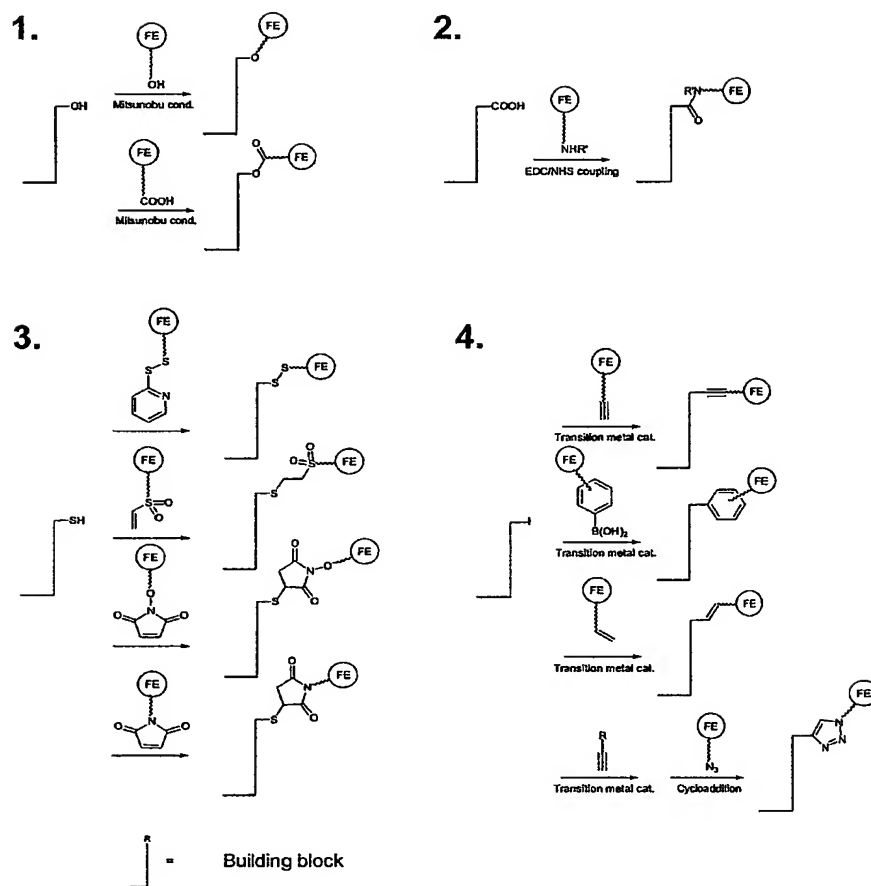 1.
FE
FE
OH
O
OH
Mitsunobu cond.
FE
O
FE
O
COOH
Mitsunobu cond.
2.
COOH
FE
R'N
FE
O
NHR'
EDC/NHS coupling
3.
FE
S
S
N
S
S
FE
FE
S
O
O
O
O
S
FE
S
SH
FE
O
N
O
O
O
N
O
FE
O
S
FE
N
O
O
O
N
FE
O
S
4.
FE
Transition metal cat.
FE
FE
B(OH)2
Transition metal cat.
FE
I
FE
Transition metal cat.
FE
R
Transition metal cat.
FE
N3
Cycloaddition
FE
N
N
N
R
= Building block